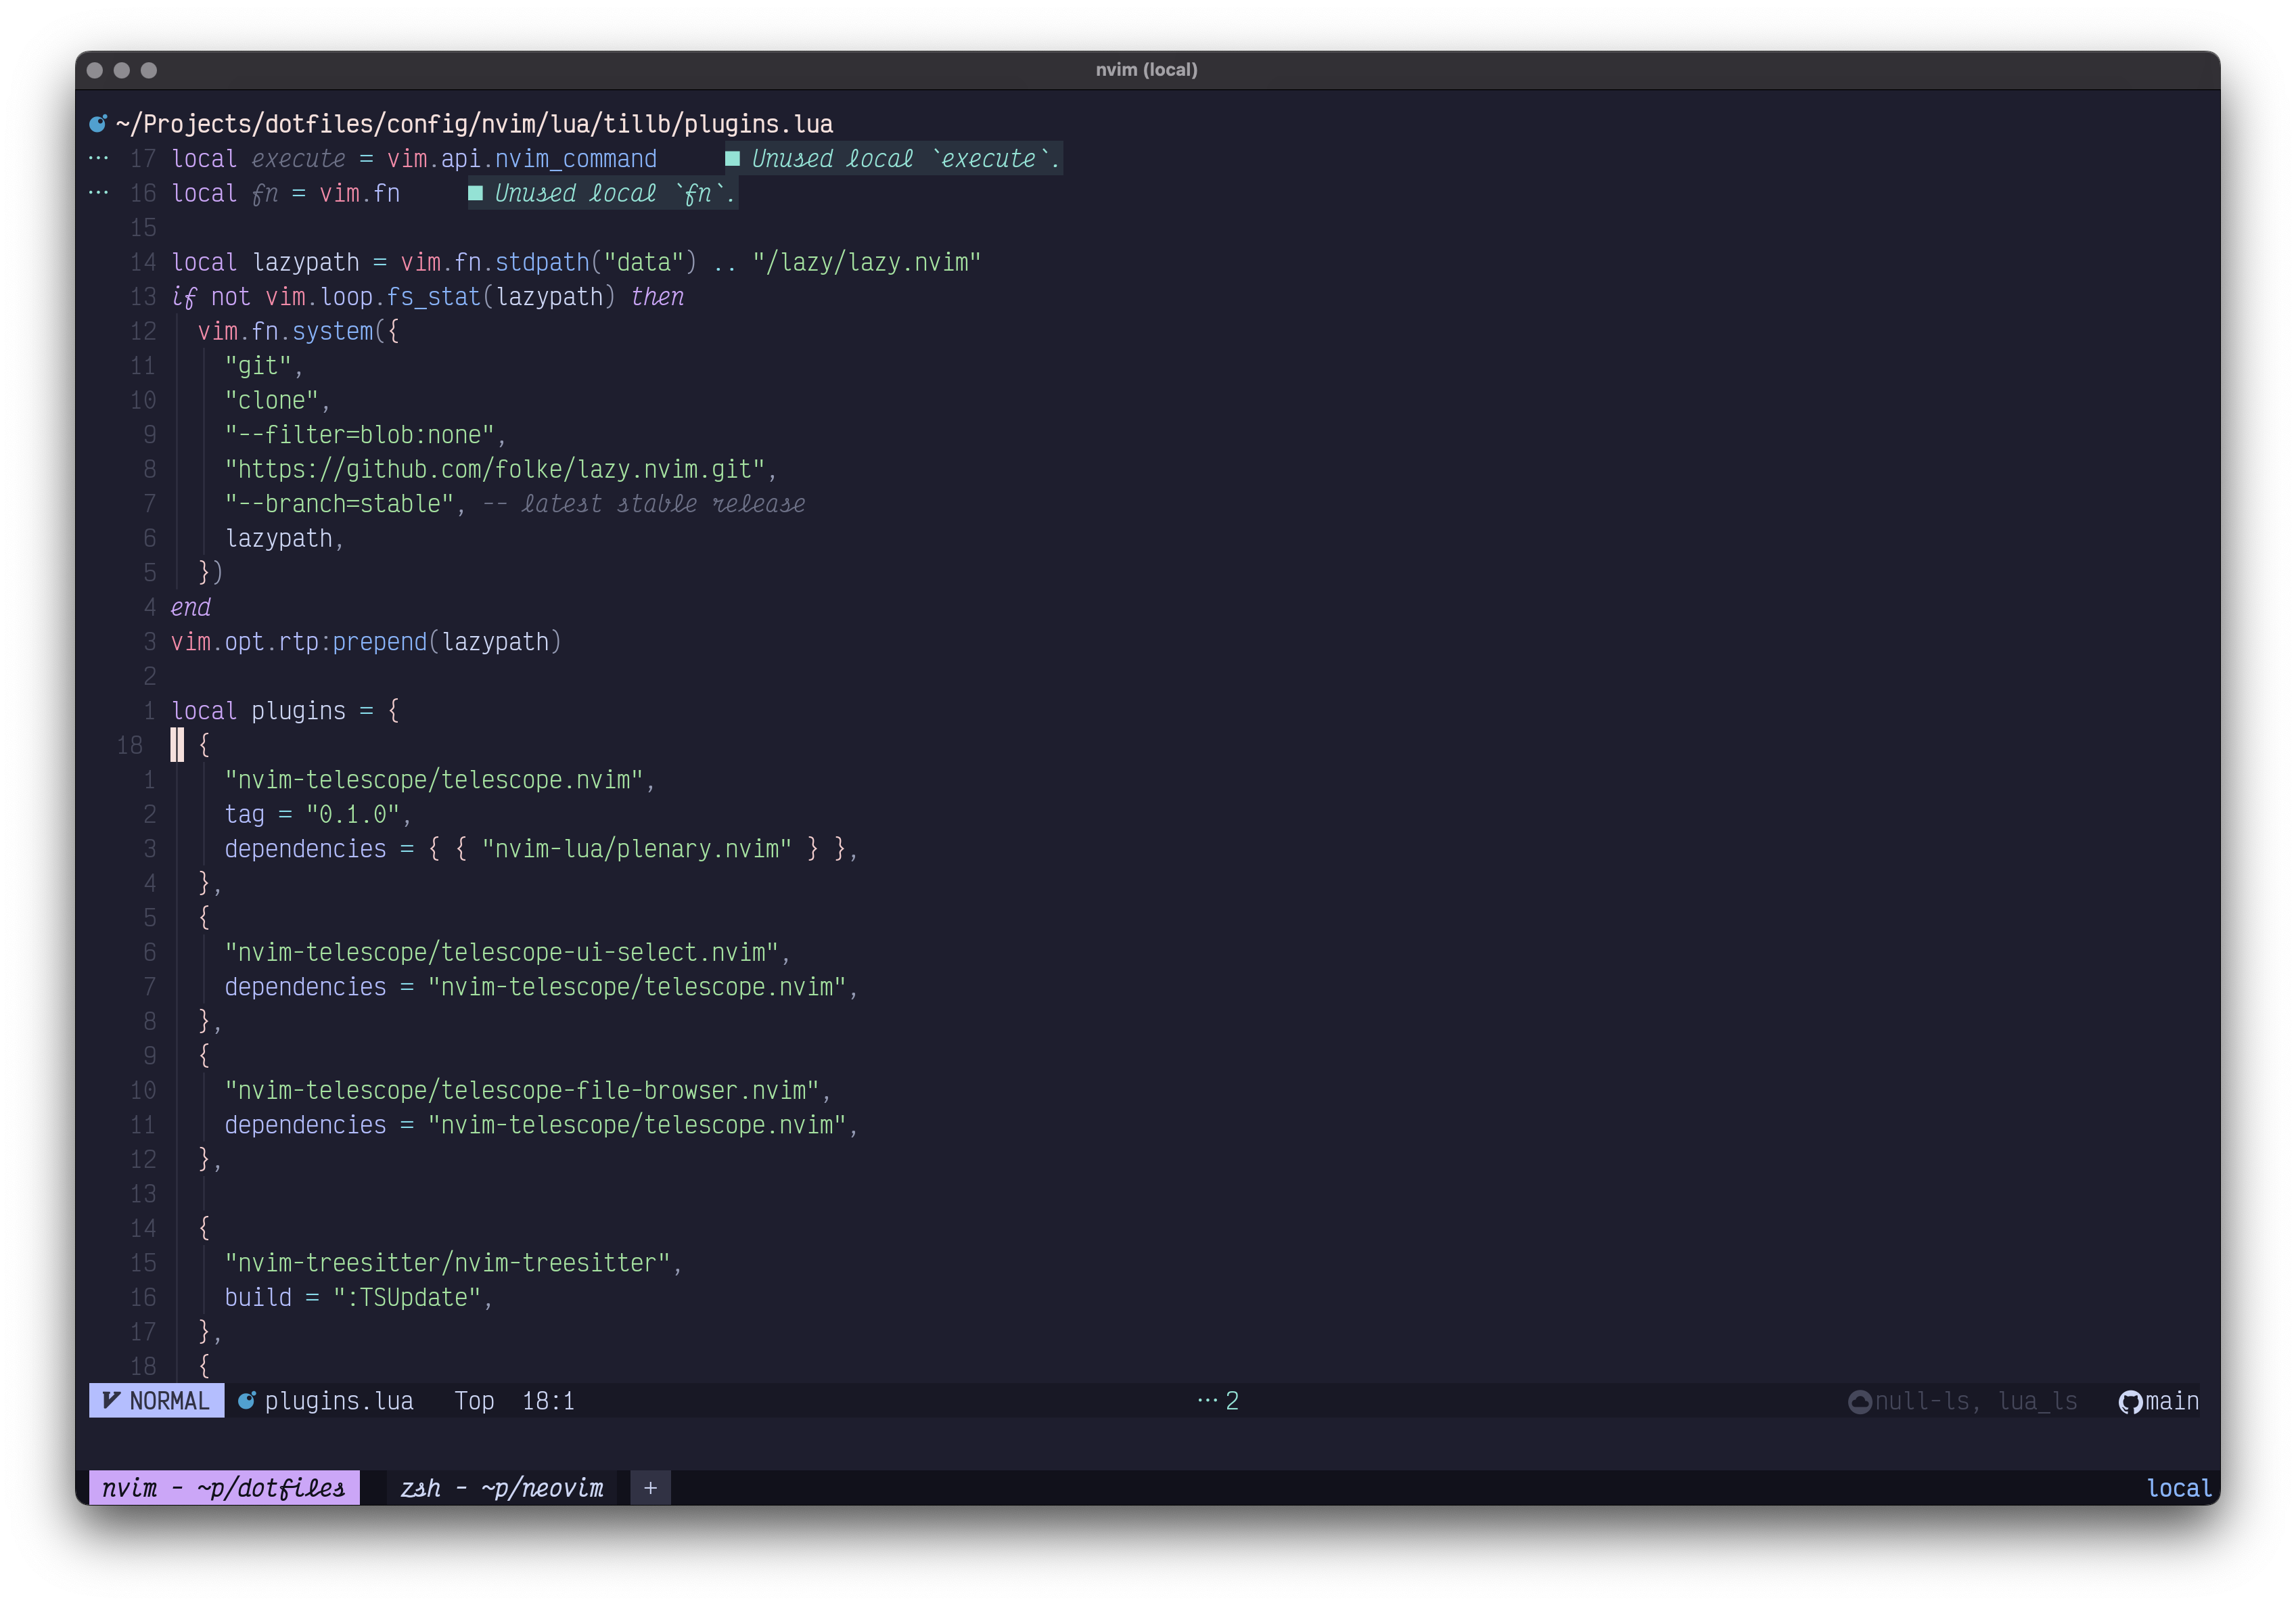 nvim (local)
~/Projects/dotfiles/config/nvim/lua/tillb/plugins.lua
··· 17 local execute = vim.api.nvim_command     ■ Unused local `execute`.
··· 16 local fn = vim.fn     ■ Unused local `fn`.
15
14 local lazypath = vim.fn.stdpath("data") .. "/lazy/lazy.nvim"
13 if not vim.loop.fs_stat(lazypath) then
12   vim.fn.system({
11     "git",
10     "clone",
9     "--filter=blob:none",
8     "https://github.com/folke/lazy.nvim.git",
7     "--branch=stable", -- latest stable release
6     lazypath,
5   })
4 end
3 vim.opt.rtp:prepend(lazypath)
2
1 local plugins = {
18   {
1     "nvim-telescope/telescope.nvim",
2     tag = "0.1.0",
3     dependencies = { { "nvim-lua/plenary.nvim" } },
4   },
5   {
6     "nvim-telescope/telescope-ui-select.nvim",
7     dependencies = "nvim-telescope/telescope.nvim",
8   },
9   {
10     "nvim-telescope/telescope-file-browser.nvim",
11     dependencies = "nvim-telescope/telescope.nvim",
12   },
13
14   {
15     "nvim-treesitter/nvim-treesitter",
16     build = ":TSUpdate",
17   },
18   {
NORMAL plugins.lua   Top  18:1   ··· 2   null-ls, lua_ls   main
nvim - ~p/dotfiles   zsh - ~p/neovim   +   local